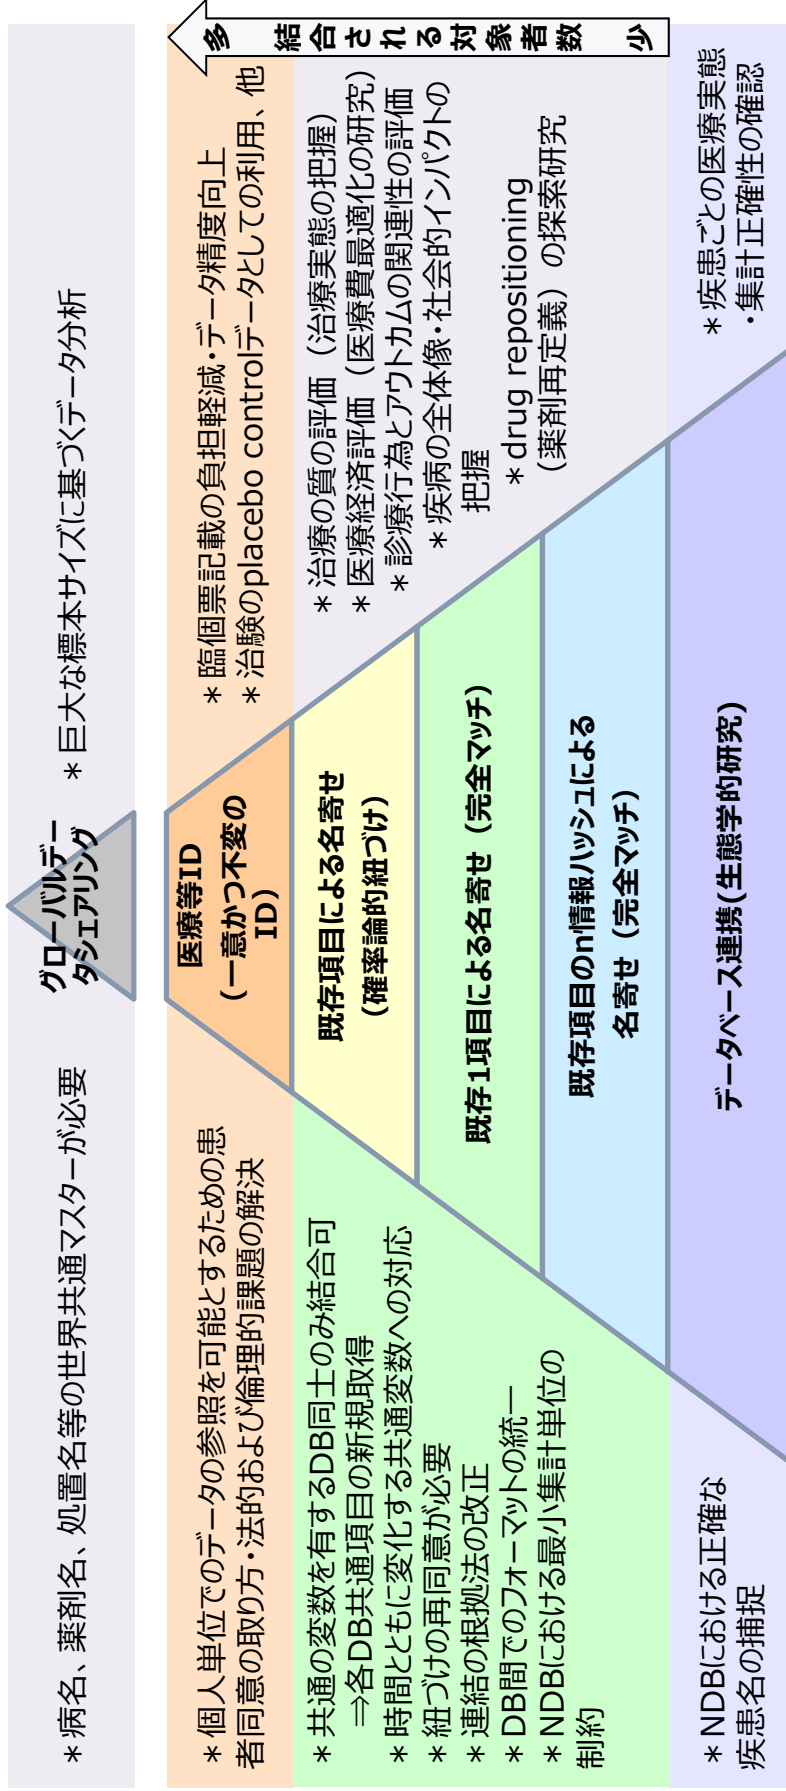 グローバルデー
タシェアリング
＊病名、薬剤名、処置名等の世界共通マスターが必要
＊巨大な標本サイズに基づくデータ分析
多 結合される対象者数 少
医療等ID
(一意かつ不変の
ID)
＊個人単位でのデータの参照を可能とするための患
者同意の取り方・法的および倫理的課題の解決
＊臨個票記載の負担軽減・データ精度向上
＊治験のplacebo controlデータとしての利用、他
既存項目による名寄せ
（確率論的紐づけ）
既存1項目による名寄せ（完全マッチ）
既存項目のn情報ハッシュによる
名寄せ（完全マッチ）
＊共通の変数を有するDB同士のみ結合可
⇒各DB共通項目の新規取得
＊時間とともに変化する共通変数への対応
＊紐づけの再同意が必要
＊連結の根拠法の改正
＊DB間でのフォーマットの統一
＊NDBにおける最小集計単位の
制約
＊治療の質の評価（治療実態の把握）
＊医療経済評価（医療費最適化の研究）
＊診療行為とアウトカムの関連性の評価
＊疾病の全体像・社会的インパクトの
把握
＊drug repositioning
（薬剤再定義）の探索研究
データベース連携(生態学的研究)
＊NDBにおける正確な
疾患名の捕捉
＊疾患ごとの医療実態
・集計正確性の確認